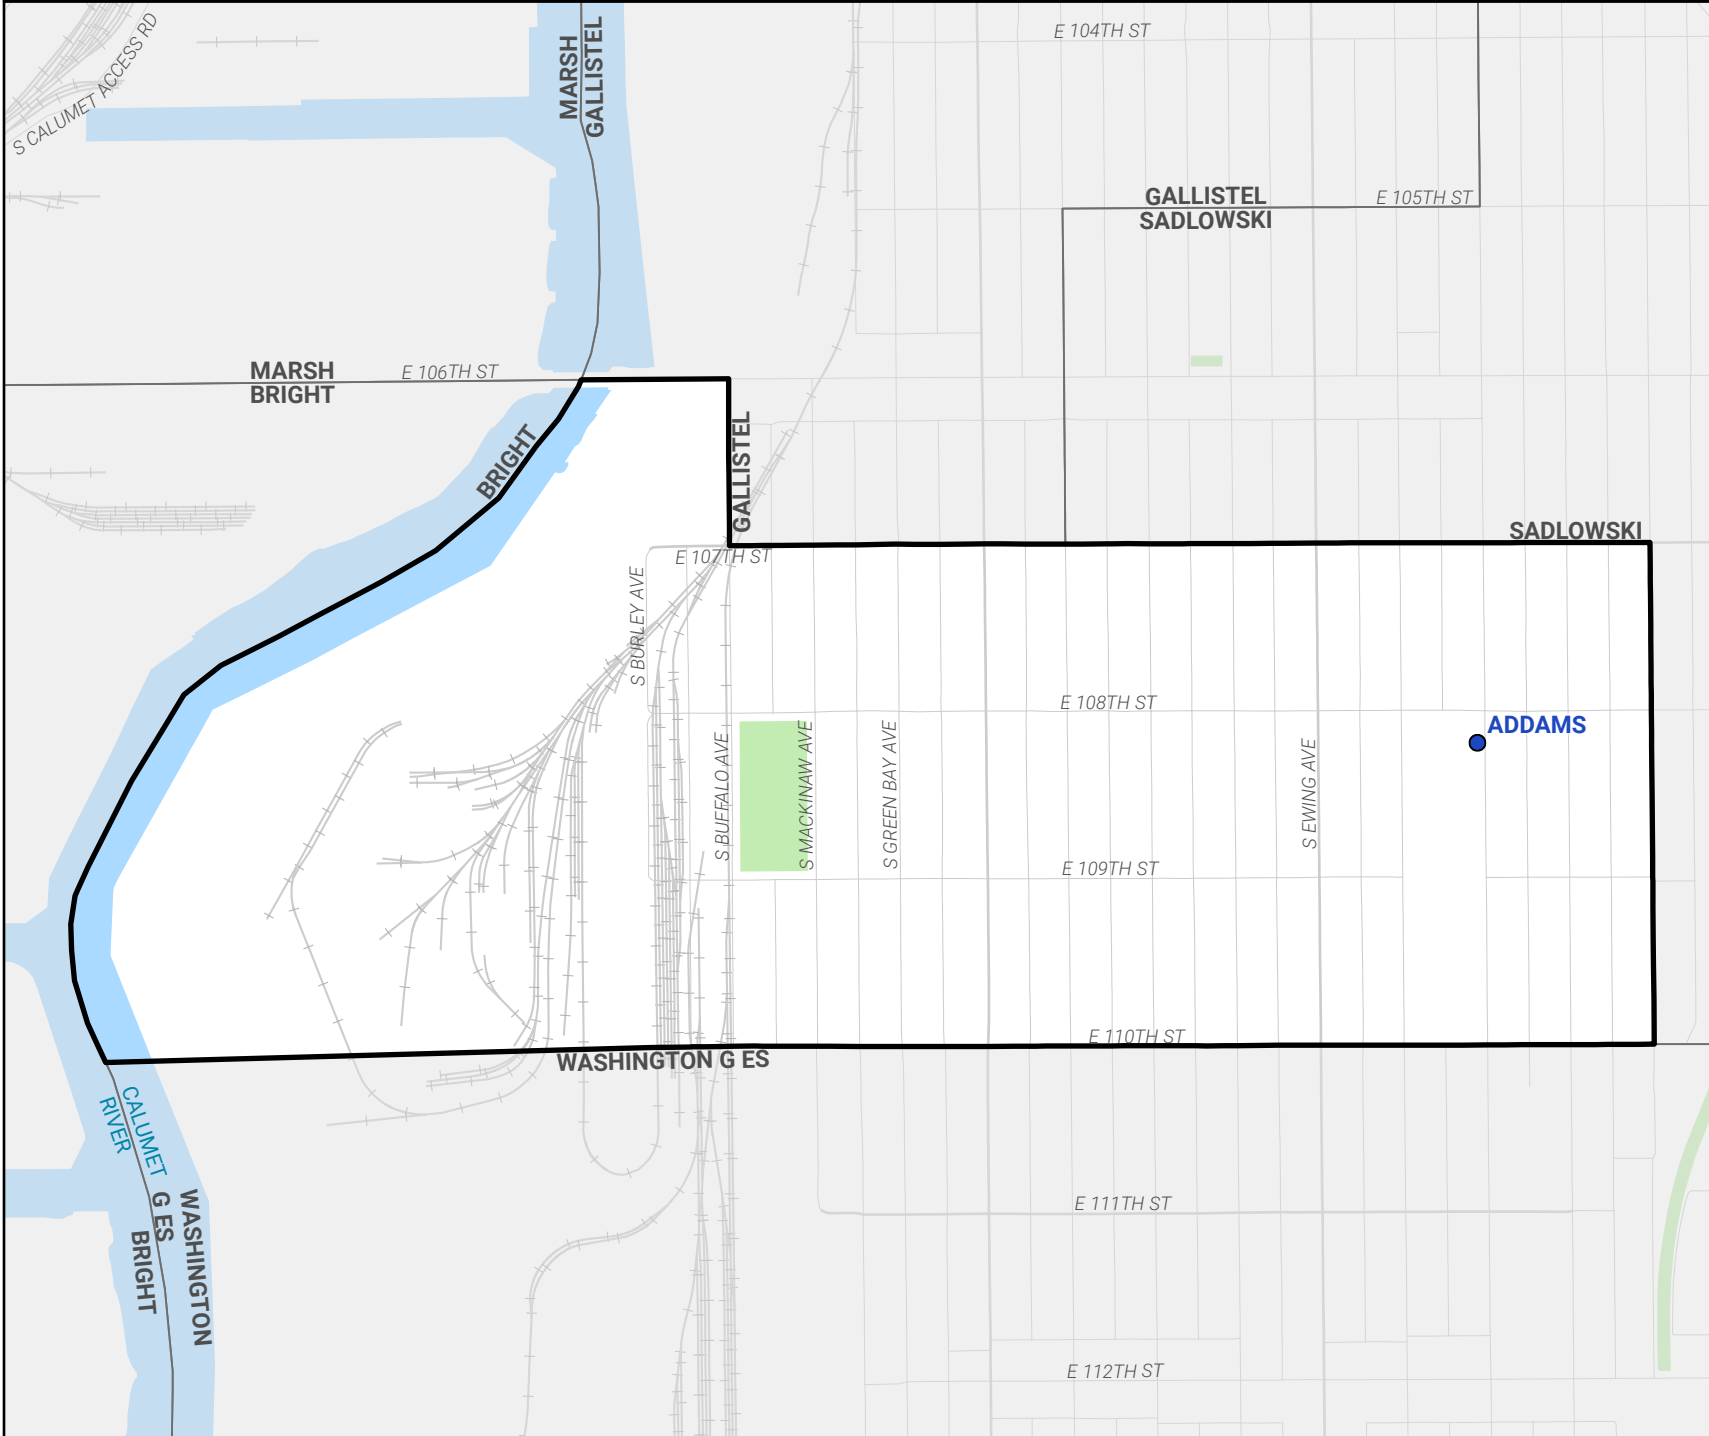 S CALUMET ACCESS RD
MARSH
GALLISTEL
E 104TH ST
GALLISTEL
SADLOWSKI
E 105TH ST
MARSH
BRIGHT
E 106TH ST
BRIGHT
GALLISTEL
SADLOWSKI
E 107TH ST
S BURLEY AVE
E 108TH ST
ADDAMS
S BUFFALO AVE
S MACKINAW AVE
S GREEN BAY AVE
S EWING AVE
E 109TH ST
E 110TH ST
WASHINGTON G ES
CALUMET
RIVER
WASHINGTON
G ES
BRIGHT
E 111TH ST
E 112TH ST